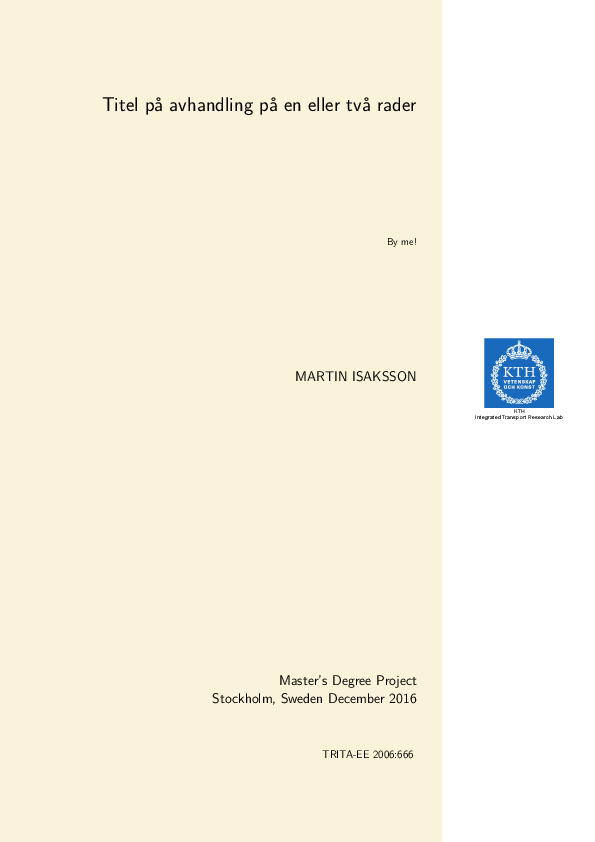 Titel på avhandling på en eller två rader
By me!
MARTIN ISAKSSON
KTH
VETENSKAP
OCH KONST
KTH
Integrated Transport Research Lab
Master's Degree Project
Stockholm, Sweden December 2016
TRITA-EE 2006:666